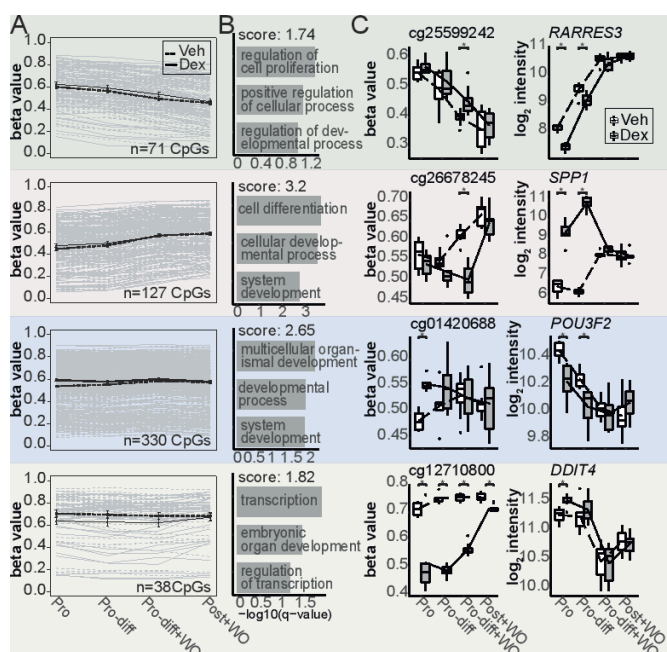 A
B
C
1.0
0.8
0.6
0.4
0.2
0.0
beta value
Veh
Dex
n=71 CpGs
score: 1.74
regulation of
cell proliferation
positive regulation
of cellular process
regulation of dev-
elopmental process
0 0.4 0.8 1.2
cg25599242
0.6
0.5
0.4
0.3
beta value
RARRES3
11
10
9
8
log2 intensity
Veh
Dex
1.0
0.8
0.6
0.4
0.2
0.0
beta value
n=127 CpGs
score: 3.2
cell differentiation
cellular develop-
mental process
system
development
0 1 2 3
cg26678245
0.70
0.65
0.60
0.55
0.50
0.45
beta value
SPP1
11
10
9
8
7
6
log2 intensity
1.0
0.8
0.6
0.4
0.2
0.0
beta value
n=330 CpGs
score: 2.65
multicellular organ-
ismal development
developmental
process
system
development
0 0.5 1 1.5 2
cg01420688
0.60
0.55
0.50
0.45
beta value
POU3F2
10.4
10.2
10.0
9.8
log2 intensity
1.0
0.8
0.6
0.4
0.2
0.0
beta value
n=38CpGs
Pro
Pro-diff
Pro-diff+WO
Post+WO
score: 1.82
transcription
embryonic
organ development
regulation
of transcription
0 0.5 1 1.5
−log10(q−value)
cg12710800
0.8
0.7
0.6
0.5
0.4
beta value
Pro
Pro-diff
Pro-diff+WO
Post+WO
DDIT4
11.5
11.0
10.5
10.0
log2 intensity
Pro
Pro-diff
Pro-diff+WO
Post+WO